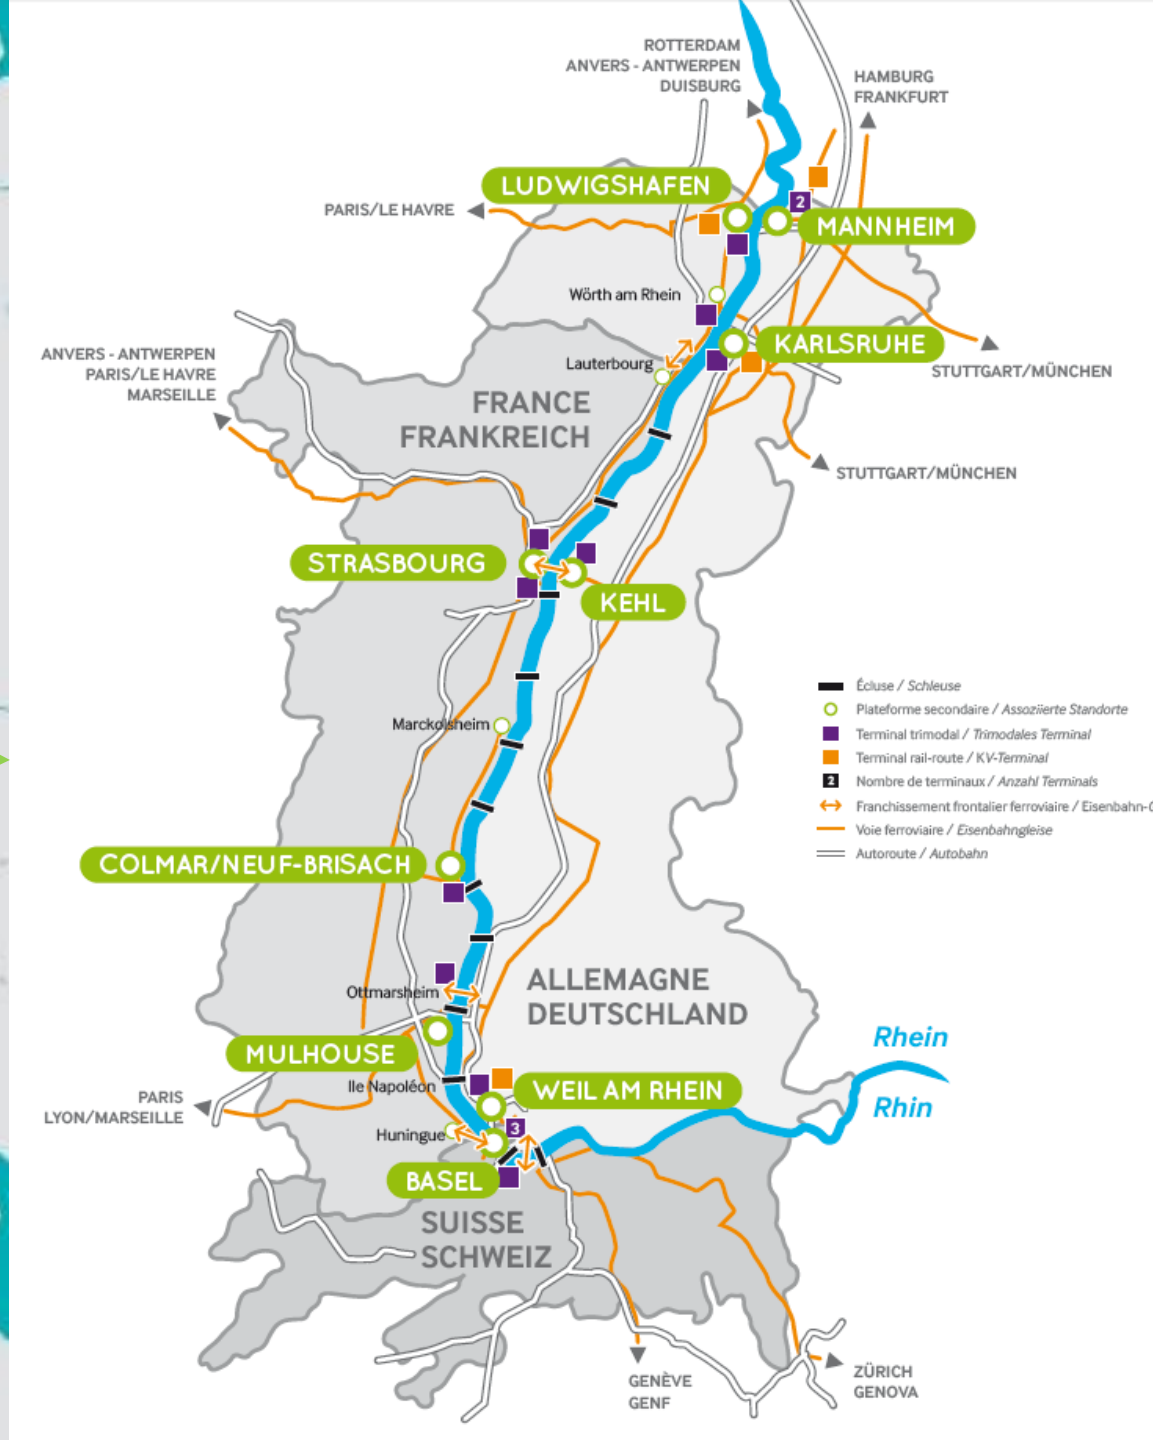 ROTTERDAM
ANVERS - ANTWERPEN
DUISBURG
HAMBURG
FRANKFURT
LUDWIGSHAFEN
2
PARIS/LE HAVRE
MANNHEIM
Wörth am Rhein
KARLSRUHE
ANVERS - ANTWERPEN
PARIS/LE HAVRE
MARSEILLE
Lauterbourg
STUTTGART/MÜNCHEN
FRANCE
FRANKREICH
STUTTGART/MÜNCHEN
STRASBOURG
KEHL
Écluse / Schleuse
Plateforme secondaire / Assoziierte Standorte
Terminal trimodal / Trimodales Terminal
Terminal rail-route / KV-Terminal
2 Nombre de terminaux / Anzahl Terminals
Franchissement frontalier ferroviaire / Eisenbahn-
Voie ferroviaire / Eisenbahngleise
Autoroute / Autobahn
Marckolsheim
COLMAR/NEUF-BRISACH
ALLEMAGNE
DEUTSCHLAND
Ottmarsheim
Rhein
Rhin
MULHOUSE
Ile Napoléon
WEIL AM RHEIN
PARIS
LYON/MARSEILLE
3
Huningue
BASEL
SUISSE
SCHWEIZ
GENÈVE
GENF
ZÜRICH
GENOVA